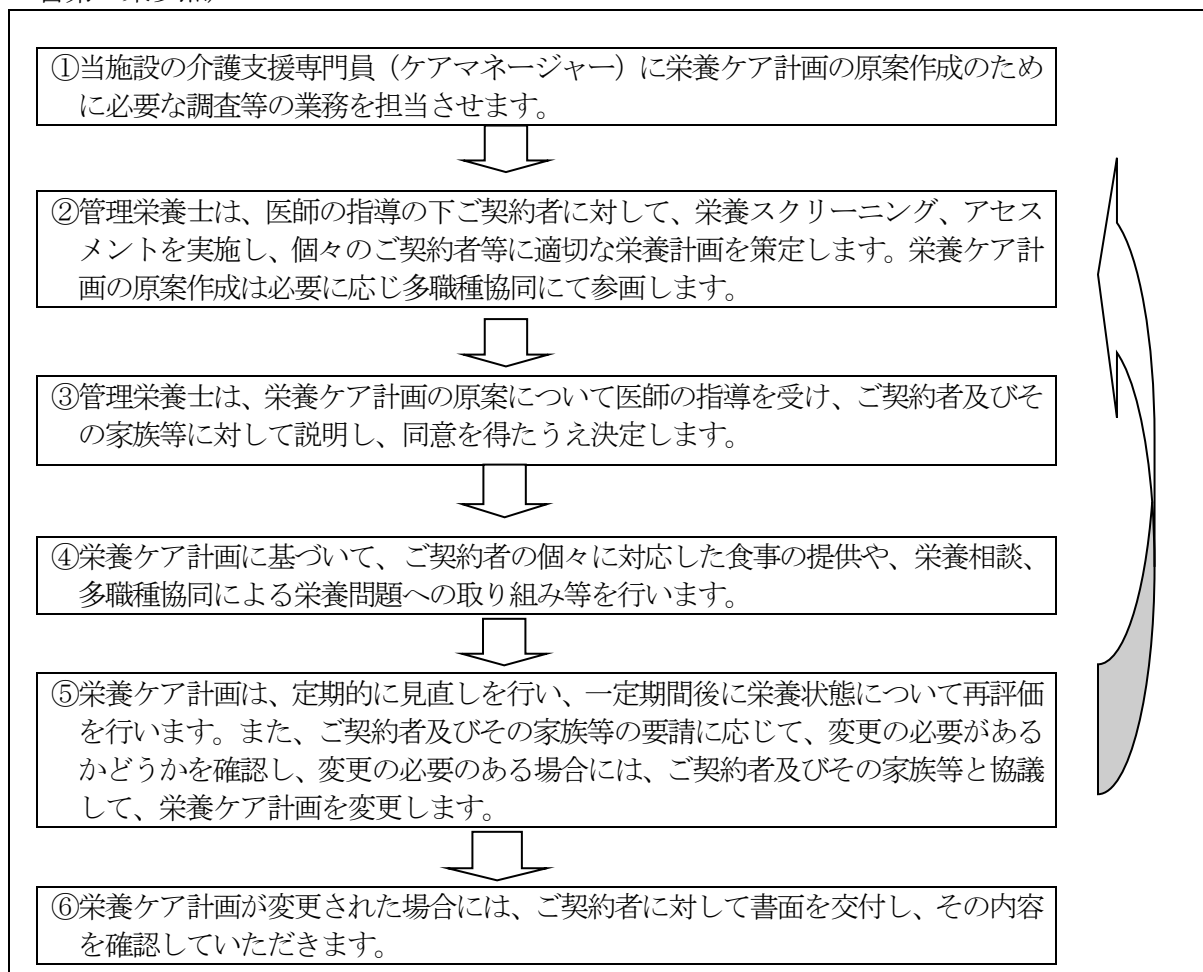 ①当施設の介護支援専門員（ケアマネージャー）に栄養ケア計画の原案作成のため
に必要な調査等の業務を担当させます。
②管理栄養士は、医師の指導の下ご契約者に対して、栄養スクリーニング、アセス
メントを実施し、個々のご契約者等に適切な栄養計画を策定します。栄養ケア計
画の原案作成は必要に応じ多職種協同にて参画します。
③管理栄養士は、栄養ケア計画の原案について医師の指導を受け、ご契約者及びそ
の家族等に対して説明し、同意を得たうえ決定します。
④栄養ケア計画に基づいて、ご契約者の個々に対応した食事の提供や、栄養相談、
多職種協同による栄養問題への取り組み等を行います。
⑤栄養ケア計画は、定期的に見直しを行い、一定期間後に栄養状態について再評価
を行います。また、ご契約者及びその家族等の要請に応じて、変更の必要がある
かどうかを確認し、変更の必要のある場合には、ご契約者及びその家族等と協議
して、栄養ケア計画を変更します。
⑥栄養ケア計画が変更された場合には、ご契約者に対して書面を交付し、その内容
を確認していただきます。